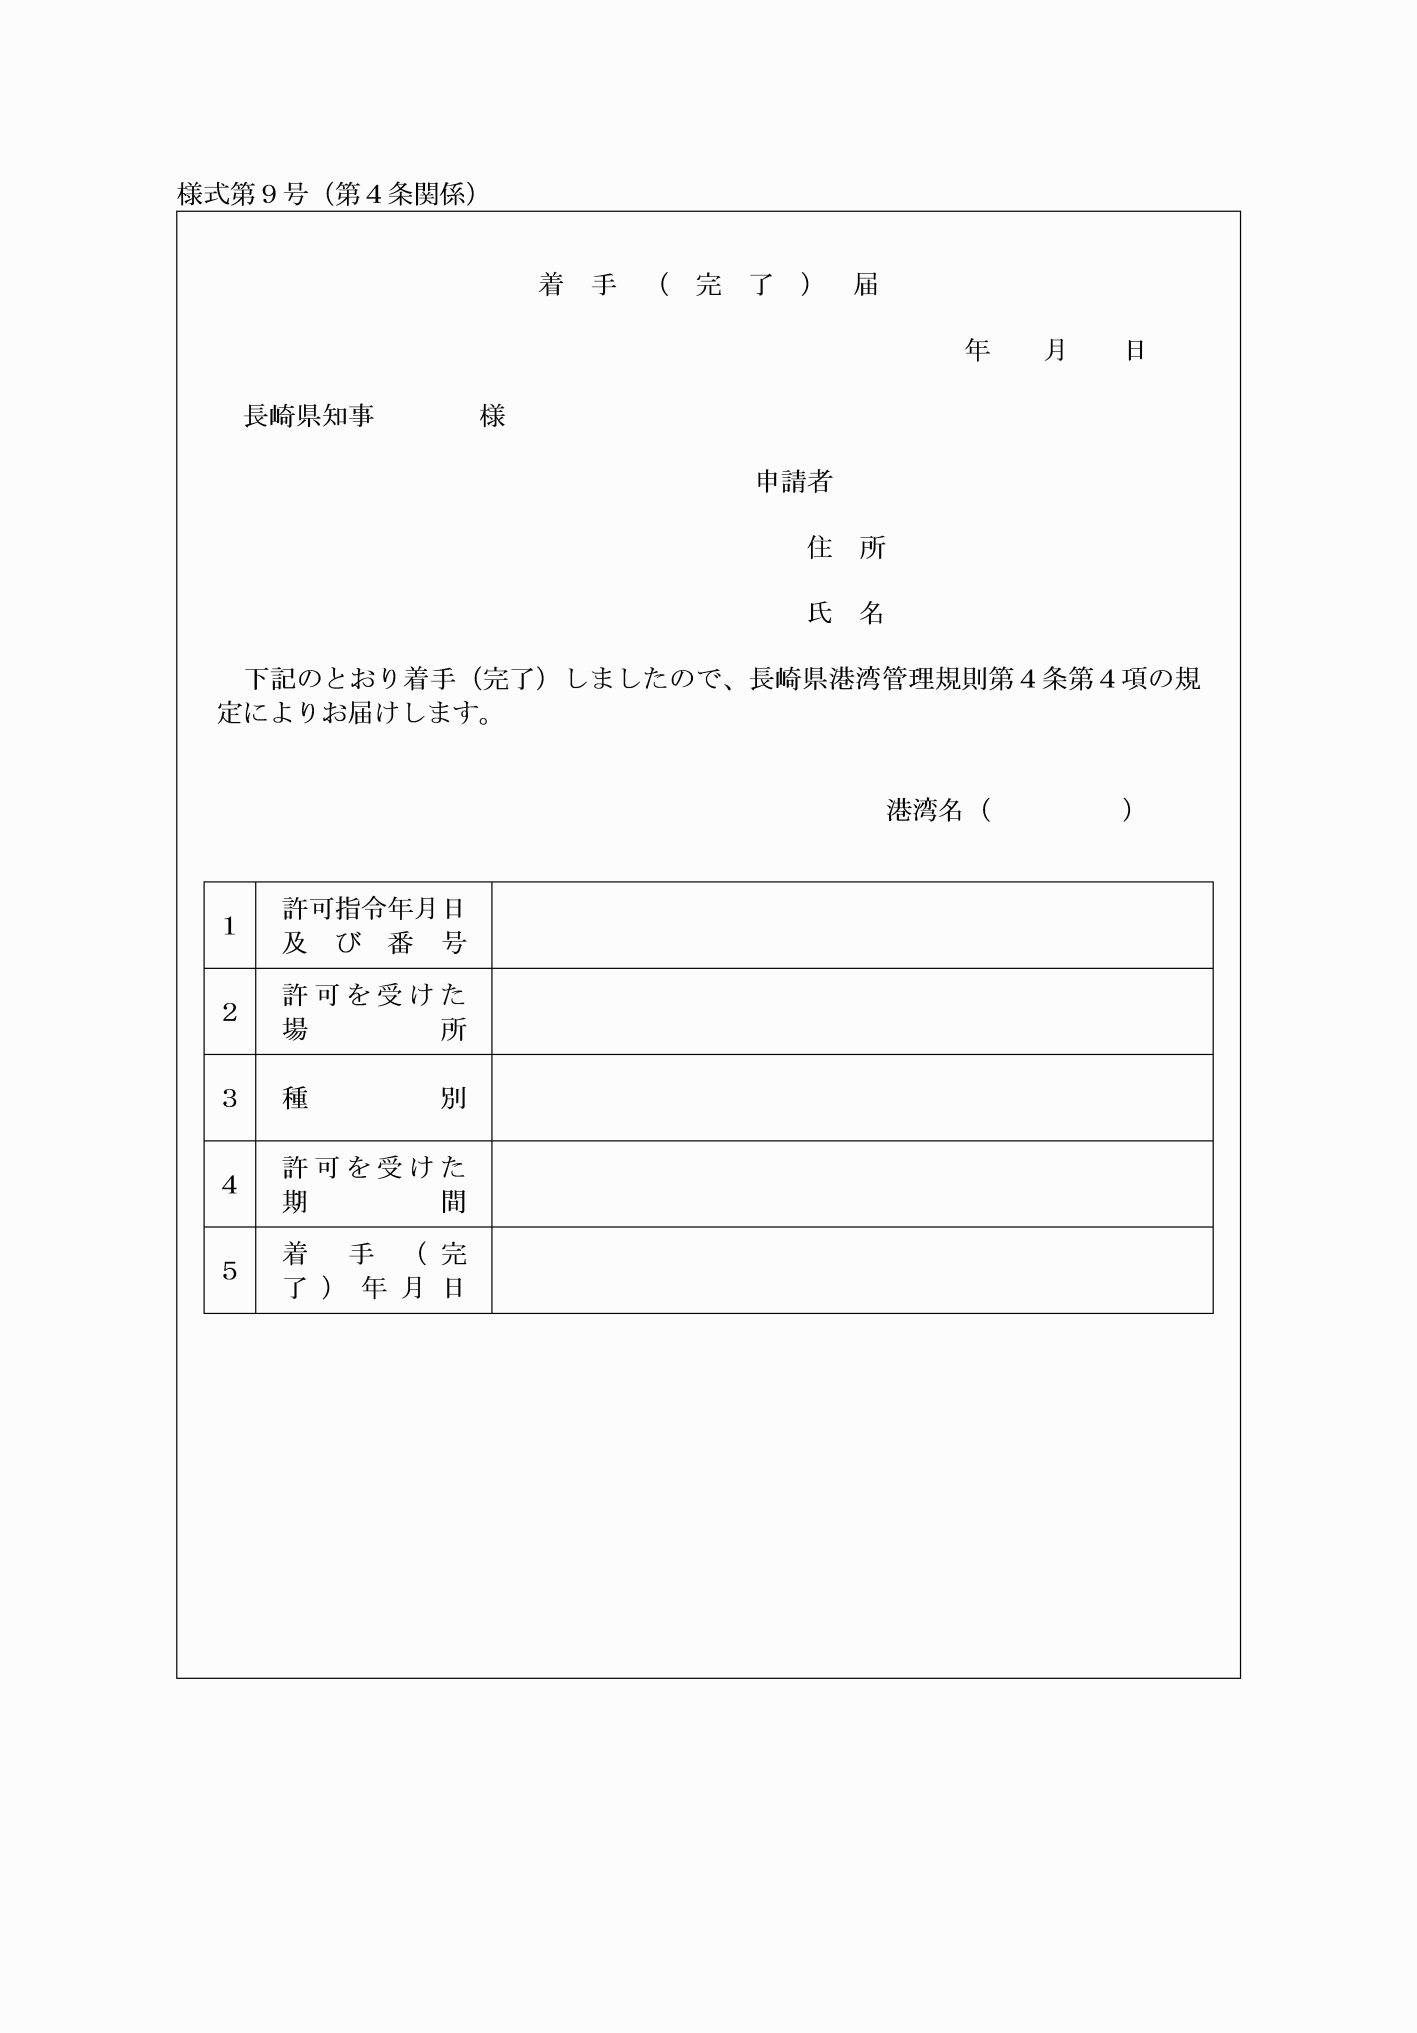 様式第９号（第４条関係）
着　手　（　完　了　）　届
年　　月　　日
長崎県知事　　　　様
申請者
住　所
氏　名
下記のとおり着手（完了）しましたので、長崎県港湾管理規則第４条第４項の規
定によりお届けします。
港湾名（　　　　　）
１　許可指令年月日
及び番号
２　許可を受けた
場　　　　　所
３　種　　　　　別
４　許可を受けた
期　　　　　間
５　着手（完
了）年月日